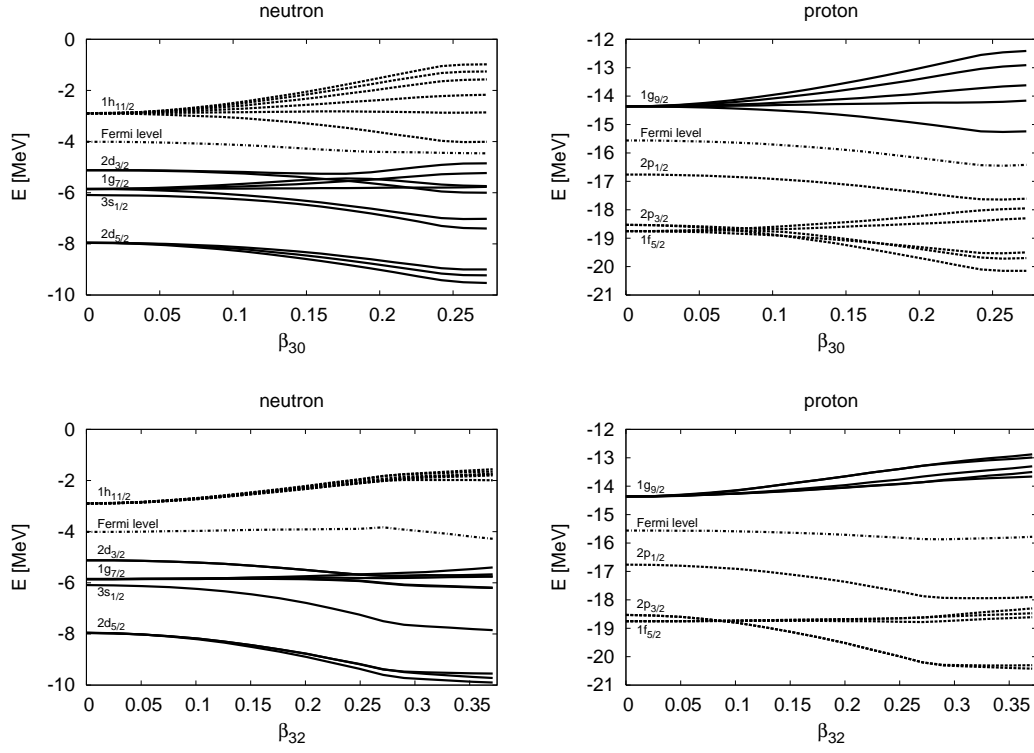 neutron
E [MeV]
0
-2
-4
-6
-8
-10
1h11/2
Fermi level
2d3/2
1g7/2
3s1/2
2d5/2
0 0.05 0.1 0.15 0.2 0.25
β30
proton
E [MeV]
-12
-13
-14
-15
-16
-17
-18
-19
-20
-21
1g9/2
Fermi level
2p1/2
2p3/2
1f5/2
0 0.05 0.1 0.15 0.2 0.25
β30
neutron
E [MeV]
0
-2
-4
-6
-8
-10
1h11/2
Fermi level
2d3/2
1g7/2
3s1/2
2d5/2
0 0.05 0.1 0.15 0.2 0.25 0.3 0.35
β32
proton
E [MeV]
-12
-13
-14
-15
-16
-17
-18
-19
-20
-21
1g9/2
Fermi level
2p1/2
2p3/2
1f5/2
0 0.05 0.1 0.15 0.2 0.25 0.3 0.35
β32